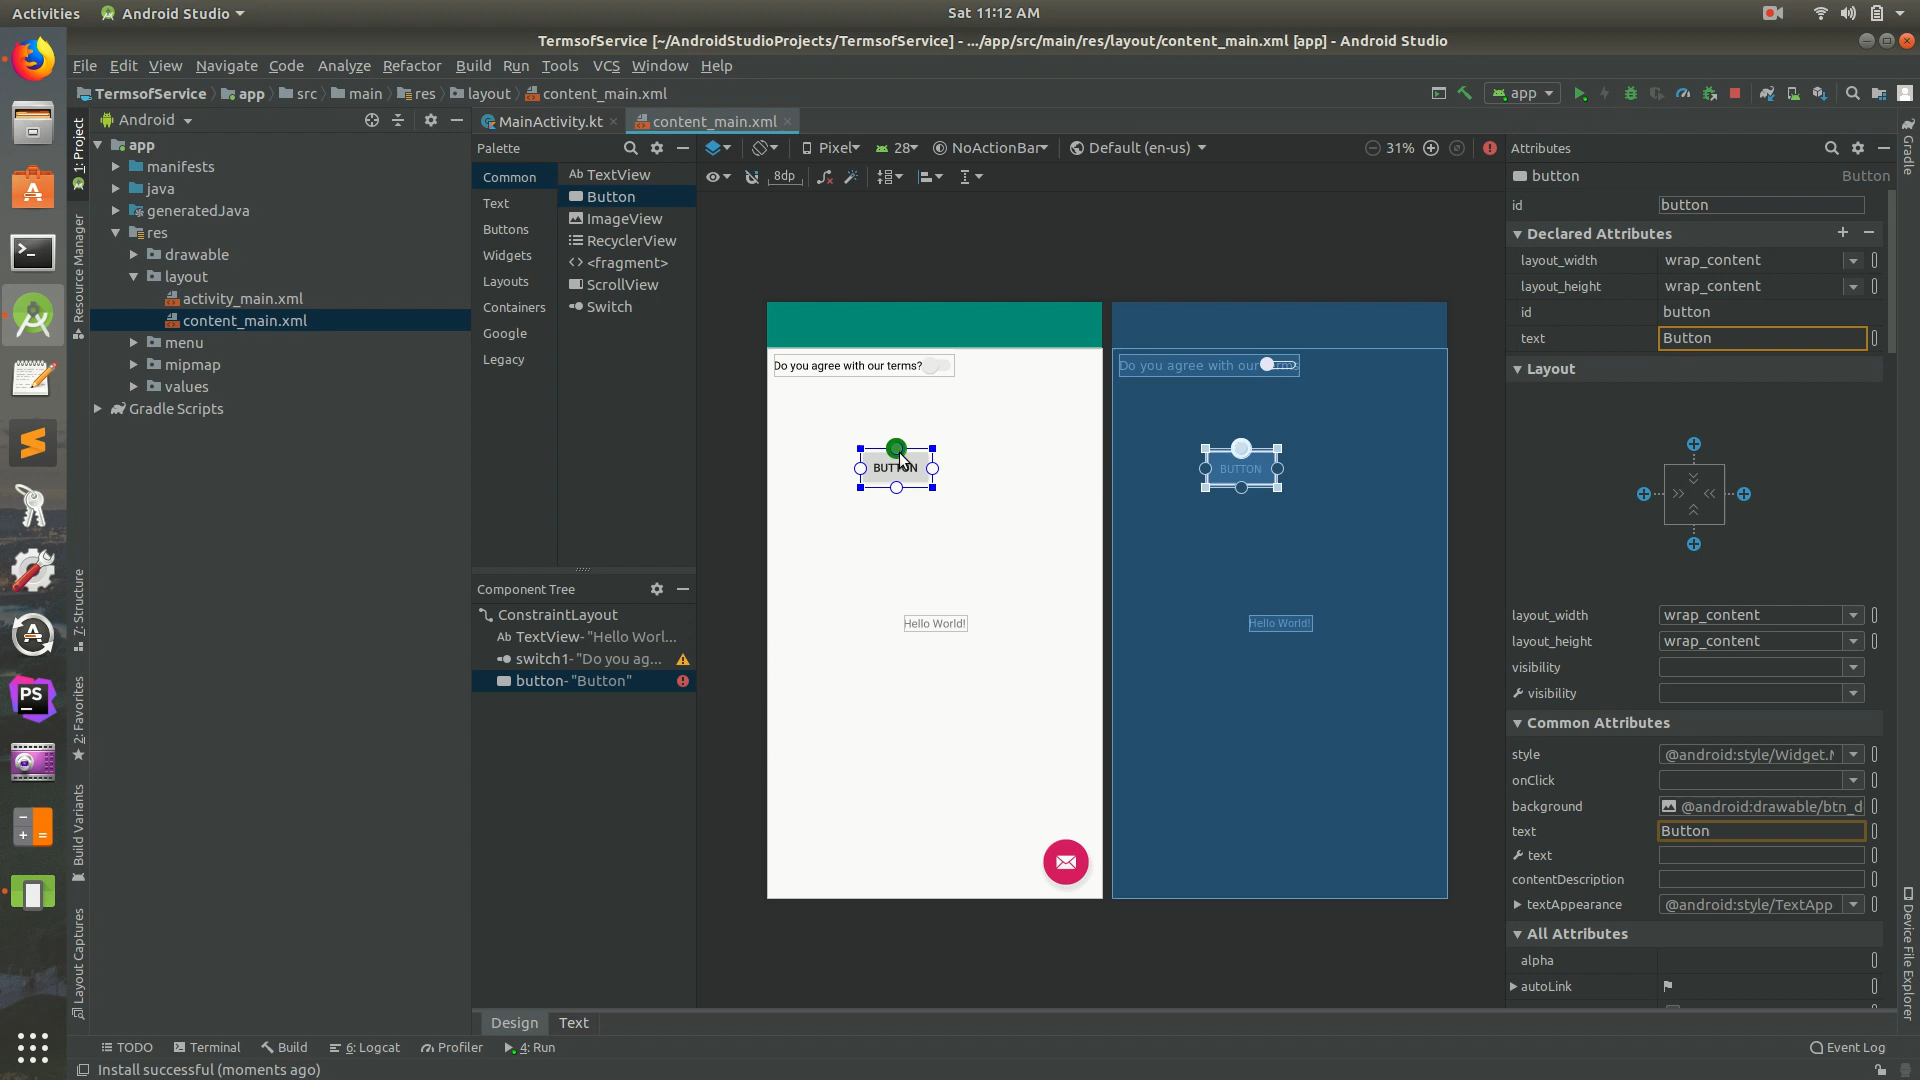 Activities
Android Studio
Sat 11:12 AM
TermsofService [~/AndroidStudioProjects/TermsofService] - .../app/src/main/res/layout/content_main.xml [app] - Android Studio
File Edit View Navigate Code Analyze Refactor Build Run Tools VCS Window Help
TermsofService app src main res layout content_main.xml
app
1: Project
Resource Manager
7: Structure
2: Favorites
Build Variants
Layout Captures
Android
app
manifests
java
generatedJava
res
drawable
layout
activity_main.xml
content_main.xml
menu
mipmap
values
Gradle Scripts
MainActivity.kt
content_main.xml
Palette
Common
Text
Buttons
Widgets
Layouts
Containers
Google
Legacy
Ab TextView
Button
ImageView
RecyclerView
<> <fragment>
ScrollView
Switch
Component Tree
ConstraintLayout
Ab TextView- "Hello Worl...
switch1- "Do you ag...
button- "Button"
Pixel
28
NoActionBar
Default (en-us)
31%
8dp
Do you agree with our terms?
BUTTON
Hello World!
Do you agree with our terms
BUTTON
Hello World!
Design
Text
Attributes
button
Button
id
button
Declared Attributes
layout_width
wrap_content
layout_height
wrap_content
id
button
text
Button
Layout
layout_width
wrap_content
layout_height
wrap_content
visibility
visibility
Common Attributes
style
@android:style/Widget.M
onClick
background
@android:drawable/btn_d
text
Button
text
contentDescription
textAppearance
@android:style/TextApp
All Attributes
alpha
autoLink
Gradle
Device File Explorer
PS
TODO
Terminal
Build
6: Logcat
Profiler
4: Run
Event Log
Install successful (moments ago)